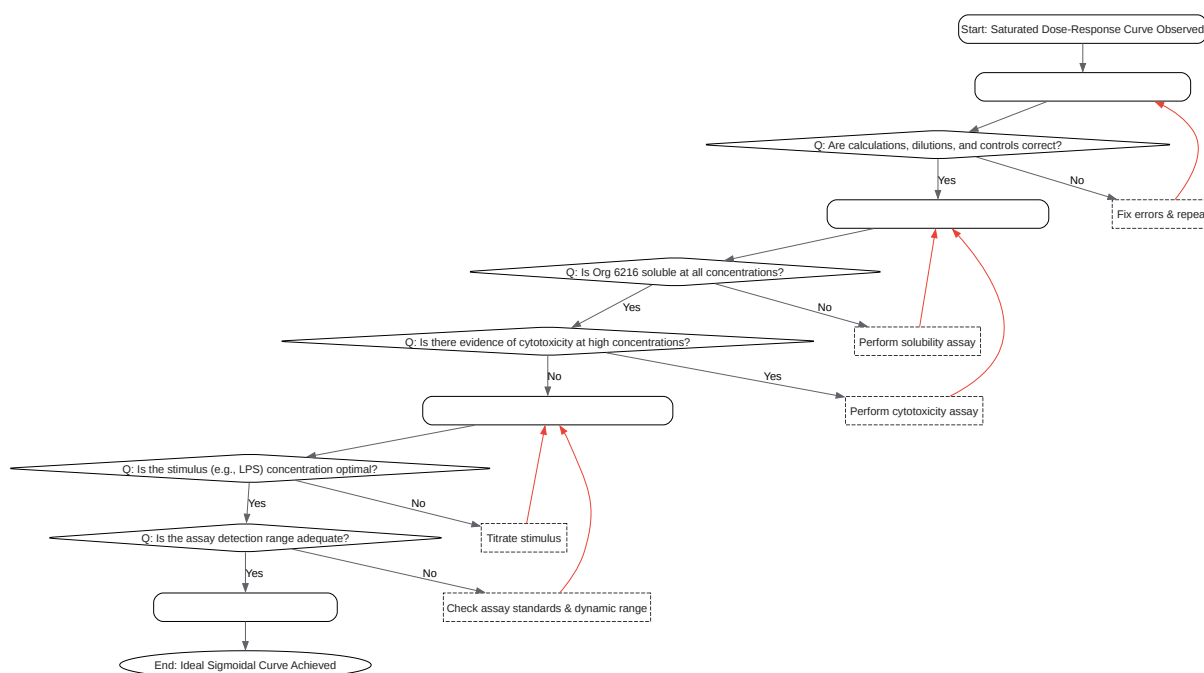 Start: Saturated Dose-Response Curve Observed
Q: Are calculations, dilutions, and controls correct?
Yes
No
Fix errors & repea
Q: Is Org 6216 soluble at all concentrations?
Yes
No
Q: Is there evidence of cytotoxicity at high concentrations?
Perform solubility assay
No
Yes
Perform cytotoxicity assay
Q: Is the stimulus (e.g., LPS) concentration optimal?
Yes
No
Q: Is the assay detection range adequate?
Titrate stimulus
Yes
No
Check assay standards & dynamic range
End: Ideal Sigmoidal Curve Achieved